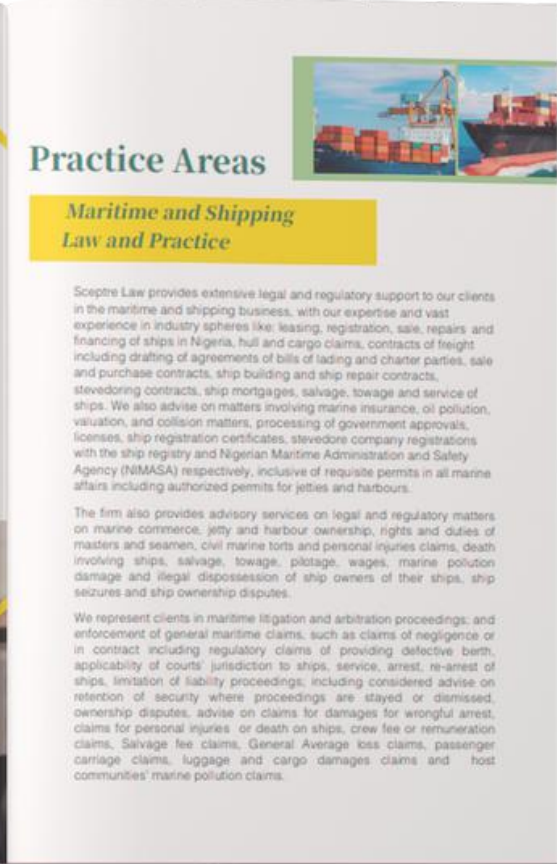 Practice Areas
Maritime and Shipping
Law and Practice
Sceptre Law provides extensive legal and regulatory support to our clients
in the maritime and shipping business, with our expertise and vast
experience in industry spheres like: leasing, registration, sale, repairs and
financing of ships in Nigeria, hull and cargo claims, contracts of freight
including drafting of agreements of bills of lading and charter parties, sale
and purchase contracts, ship building and ship repair contracts,
stevedoring contracts, ship mortgages, salvage, towage and service of
ships. We also advise on matters involving marine insurance, oil pollution,
valuation, and collision matters, processing of government approvals,
licenses, ship registration certificates, stevedore company registrations
with the ship registry and Nigerian Maritime Administration and Safety
Agency (NIMASA) respectively, inclusive of requisite permits in all marine
affairs including authorized permits for jetties and harbours.
The firm also provides advisory services on legal and regulatory matters
on marine commerce, jetty and harbour ownership, rights and duties of
masters and seamen, civil marine torts and personal injuries claims, death
involving ships, salvage, towage, pilotage, wages, marine pollution
damage and illegal dispossession of ship owners of their ships, ship
seizures and ship ownership disputes.
We represent clients in maritime litigation and arbitration proceedings; and
enforcement of general maritime claims, such as claims of negligence or
in contract including regulatory claims of providing defective berth,
applicability of courts' jurisdiction to ships, service, arrest, re-arrest of
ships, limitation of liability proceedings; including considered advise on
retention of security where proceedings are stayed or dismissed,
ownership disputes, advise on claims for damages for wrongful arrest,
claims for personal injuries or death on ships, crew fee or remuneration
claims, Salvage fee claims, General Average loss claims, passenger
carriage claims, luggage and cargo damages claims and host
communities' marine pollution claims.